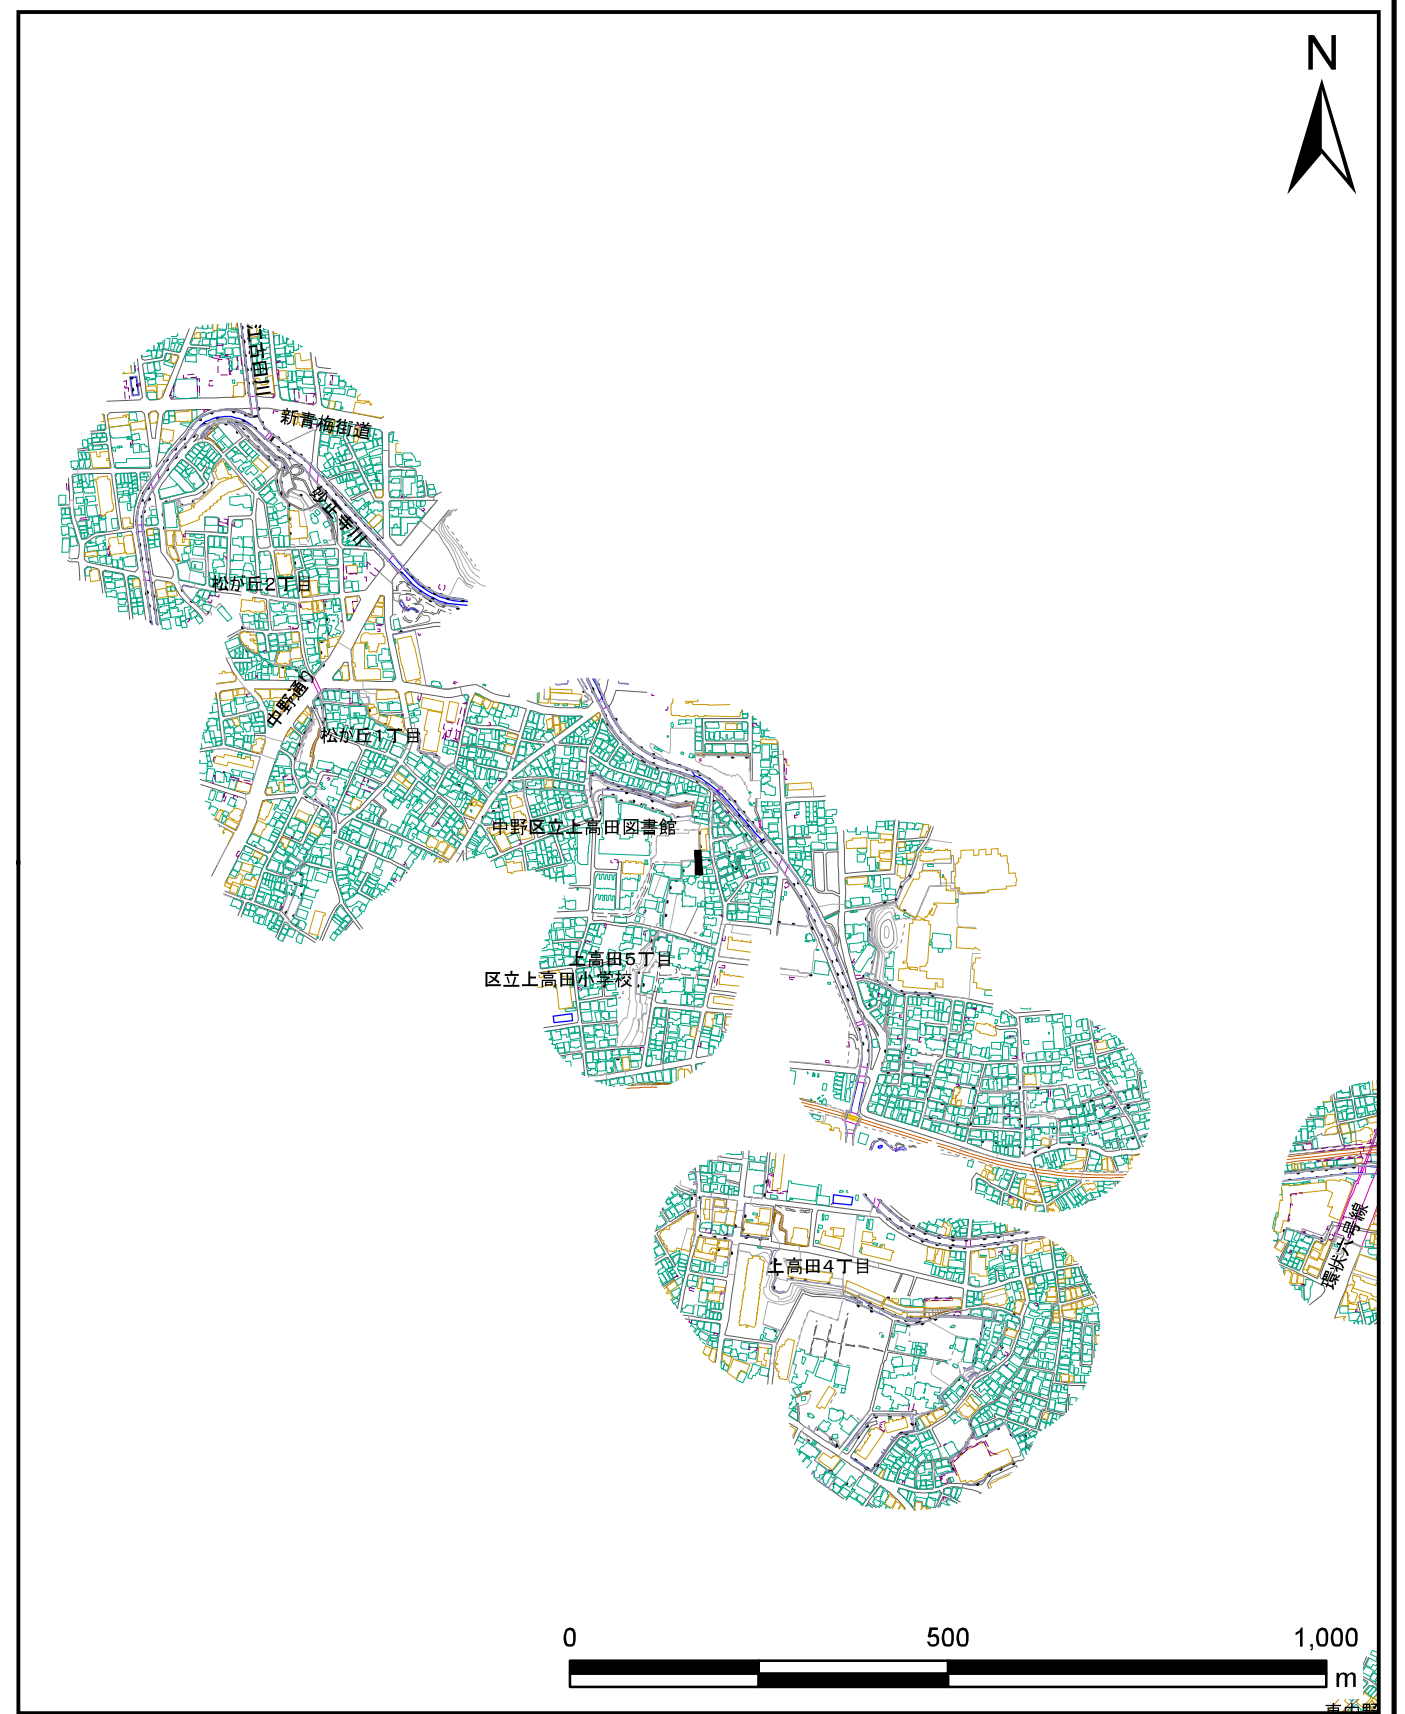 N
江古田川
新青梅街道
妙正寺川
松が丘2丁目
中野通り
松が丘1丁目
中野区立上高田図書館
上高田5丁目
区立上高田小学校
上高田4丁目
環状六号線
0 500 1,000
m
東中野